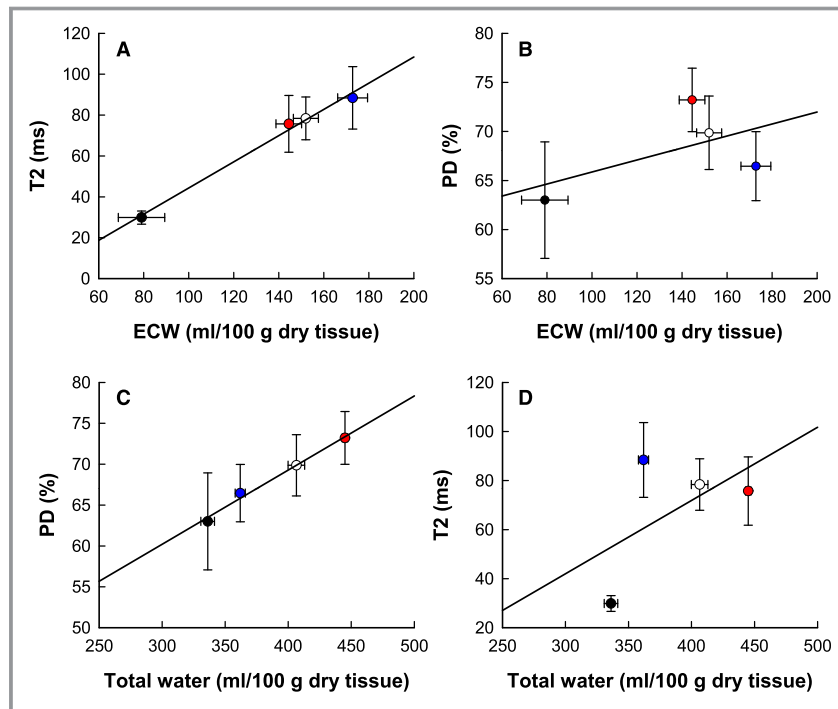 A
120
100
80
60
40
20
0
T2 (ms)
60 80 100 120 140 160 180 200
ECW (ml/100 g dry tissue)
B
80
75
70
65
60
55
PD (%)
60 80 100 120 140 160 180 200
ECW (ml/100 g dry tissue)
C
80
75
70
65
60
55
50
PD (%)
250 300 350 400 450 500
Total water (ml/100 g dry tissue)
D
120
100
80
60
40
20
T2 (ms)
250 300 350 400 450 500
Total water (ml/100 g dry tissue)